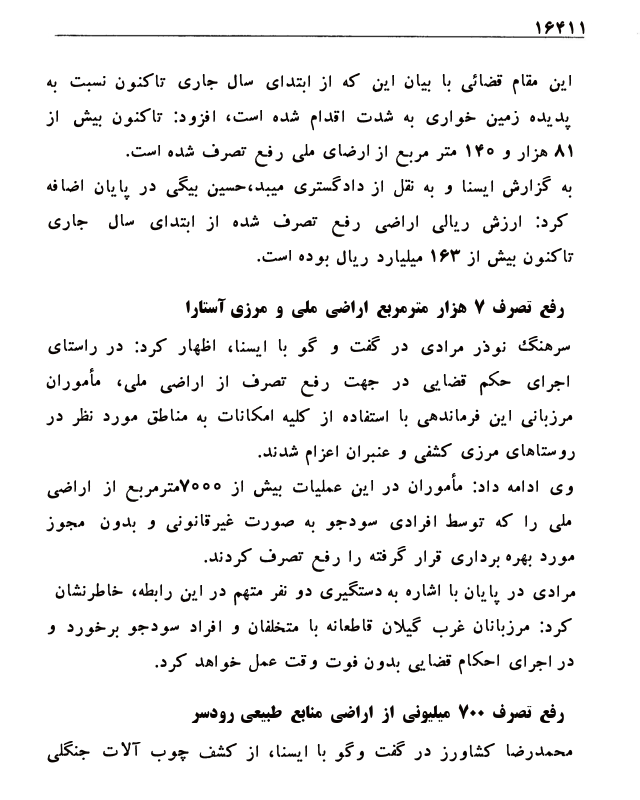 ۱۶۴۱۱
این مقام قضائی با بیان این که از ابتدای سال جاری تاکنون نسبت به
پدیده زمین خواری به شدت اقدام شده است، افزود: تاکنون بیش از
۸۱ هزار و ۱۴۰ متر مربع از ارضای ملی رفع تصرف شده است.
به گزارش ایسنا و به نقل از دادگستری میبد،حسین بیگی در پایان اضافه
کرد: ارزش ریالی اراضی رفع تصرف شده از ابتدای سال جاری
تاکنون بیش از ۱۶۳ میلیارد ریال بوده است.
رفع تصرف ۷ هزار مترمربع اراضی ملی و مرزی آستارا
سرهنگ نوذر مرادی در گفت و گو با ایسنا، اظهار کرد: در راستای
اجرای حکم قضایی در جهت رفع تصرف از اراضی ملی، مأموران
مرزبانی این فرماندهی با استفاده از کلیه امکانات به مناطق مورد نظر در
روستاهای مرزی کشفی و عنبران اعزام شدند.
وی ادامه داد: مأموران در این عملیات بیش از ۷۰۰۰مترمربع از اراضی
ملی را که توسط افرادی سودجو به صورت غیرقانونی و بدون مجوز
مورد بهره برداری قرار گرفته را رفع تصرف کردند.
مرادی در پایان با اشاره به دستگیری دو نفر متهم در این رابطه، خاطرنشان
کرد: مرزبانان غرب گیلان قاطعانه با متخلفان و افراد سودجو برخورد و
در اجرای احکام قضایی بدون فوت وقت عمل خواهد کرد.
رفع تصرف ۷۰۰ میلیونی از اراضی منابع طبیعی رودسر
محمدرضا کشاورز در گفت وگو با ایسنا، از کشف چوب آلات جنگلی